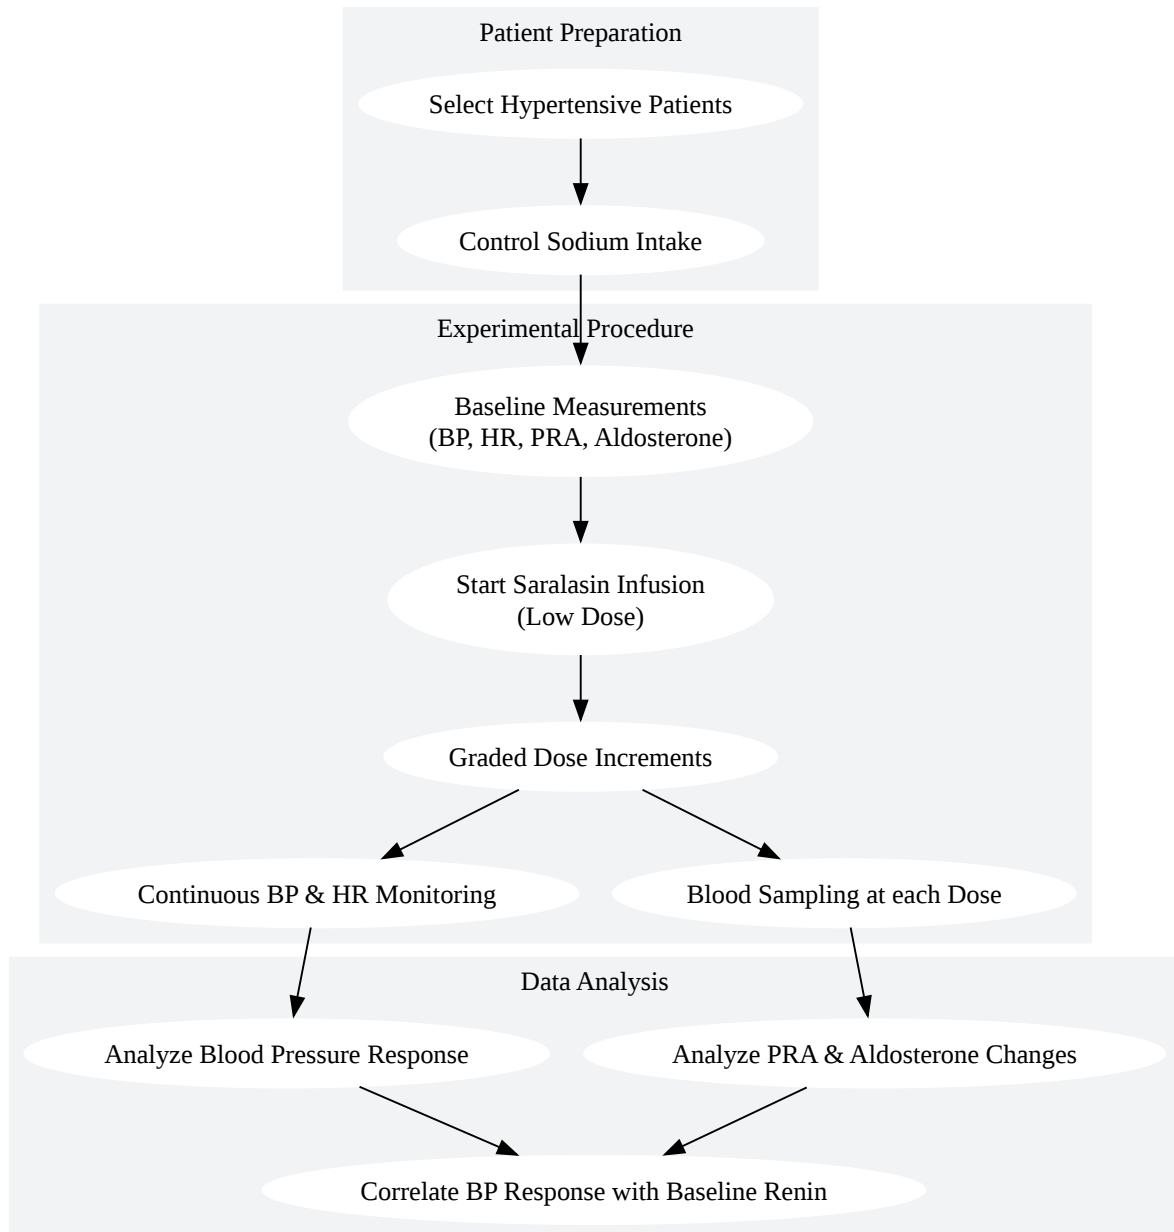 Patient Preparation
Select Hypertensive Patients
Control Sodium Intake
Experimental Procedure
Baseline Measurements
(BP, HR, PRA, Aldosterone)
Start Saralasin Infusion
(Low Dose)
Graded Dose Increments
Continuous BP & HR Monitoring
Blood Sampling at each Dose
Data Analysis
Analyze Blood Pressure Response
Analyze PRA & Aldosterone Changes
Correlate BP Response with Baseline Renin